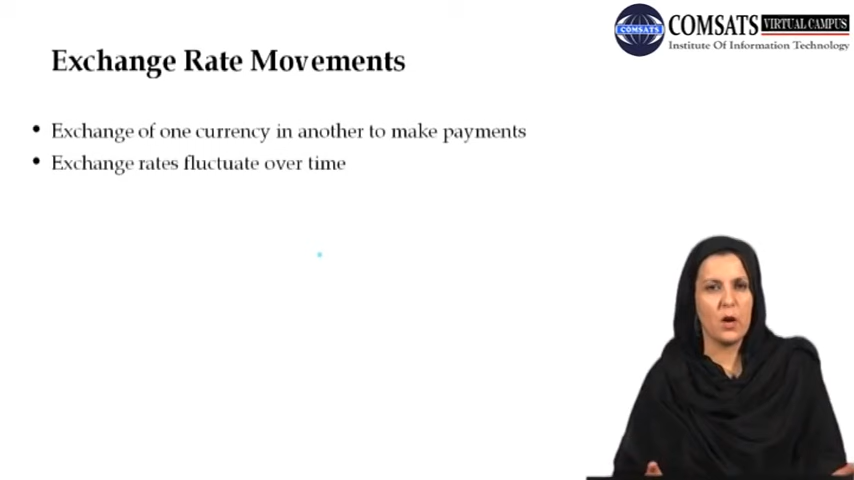 COMSATS VIRTUAL CAMPUS
Institute Of Information Technology
COMSATS
Exchange Rate Movements
• Exchange of one currency in another to make payments
• Exchange rates fluctuate over time